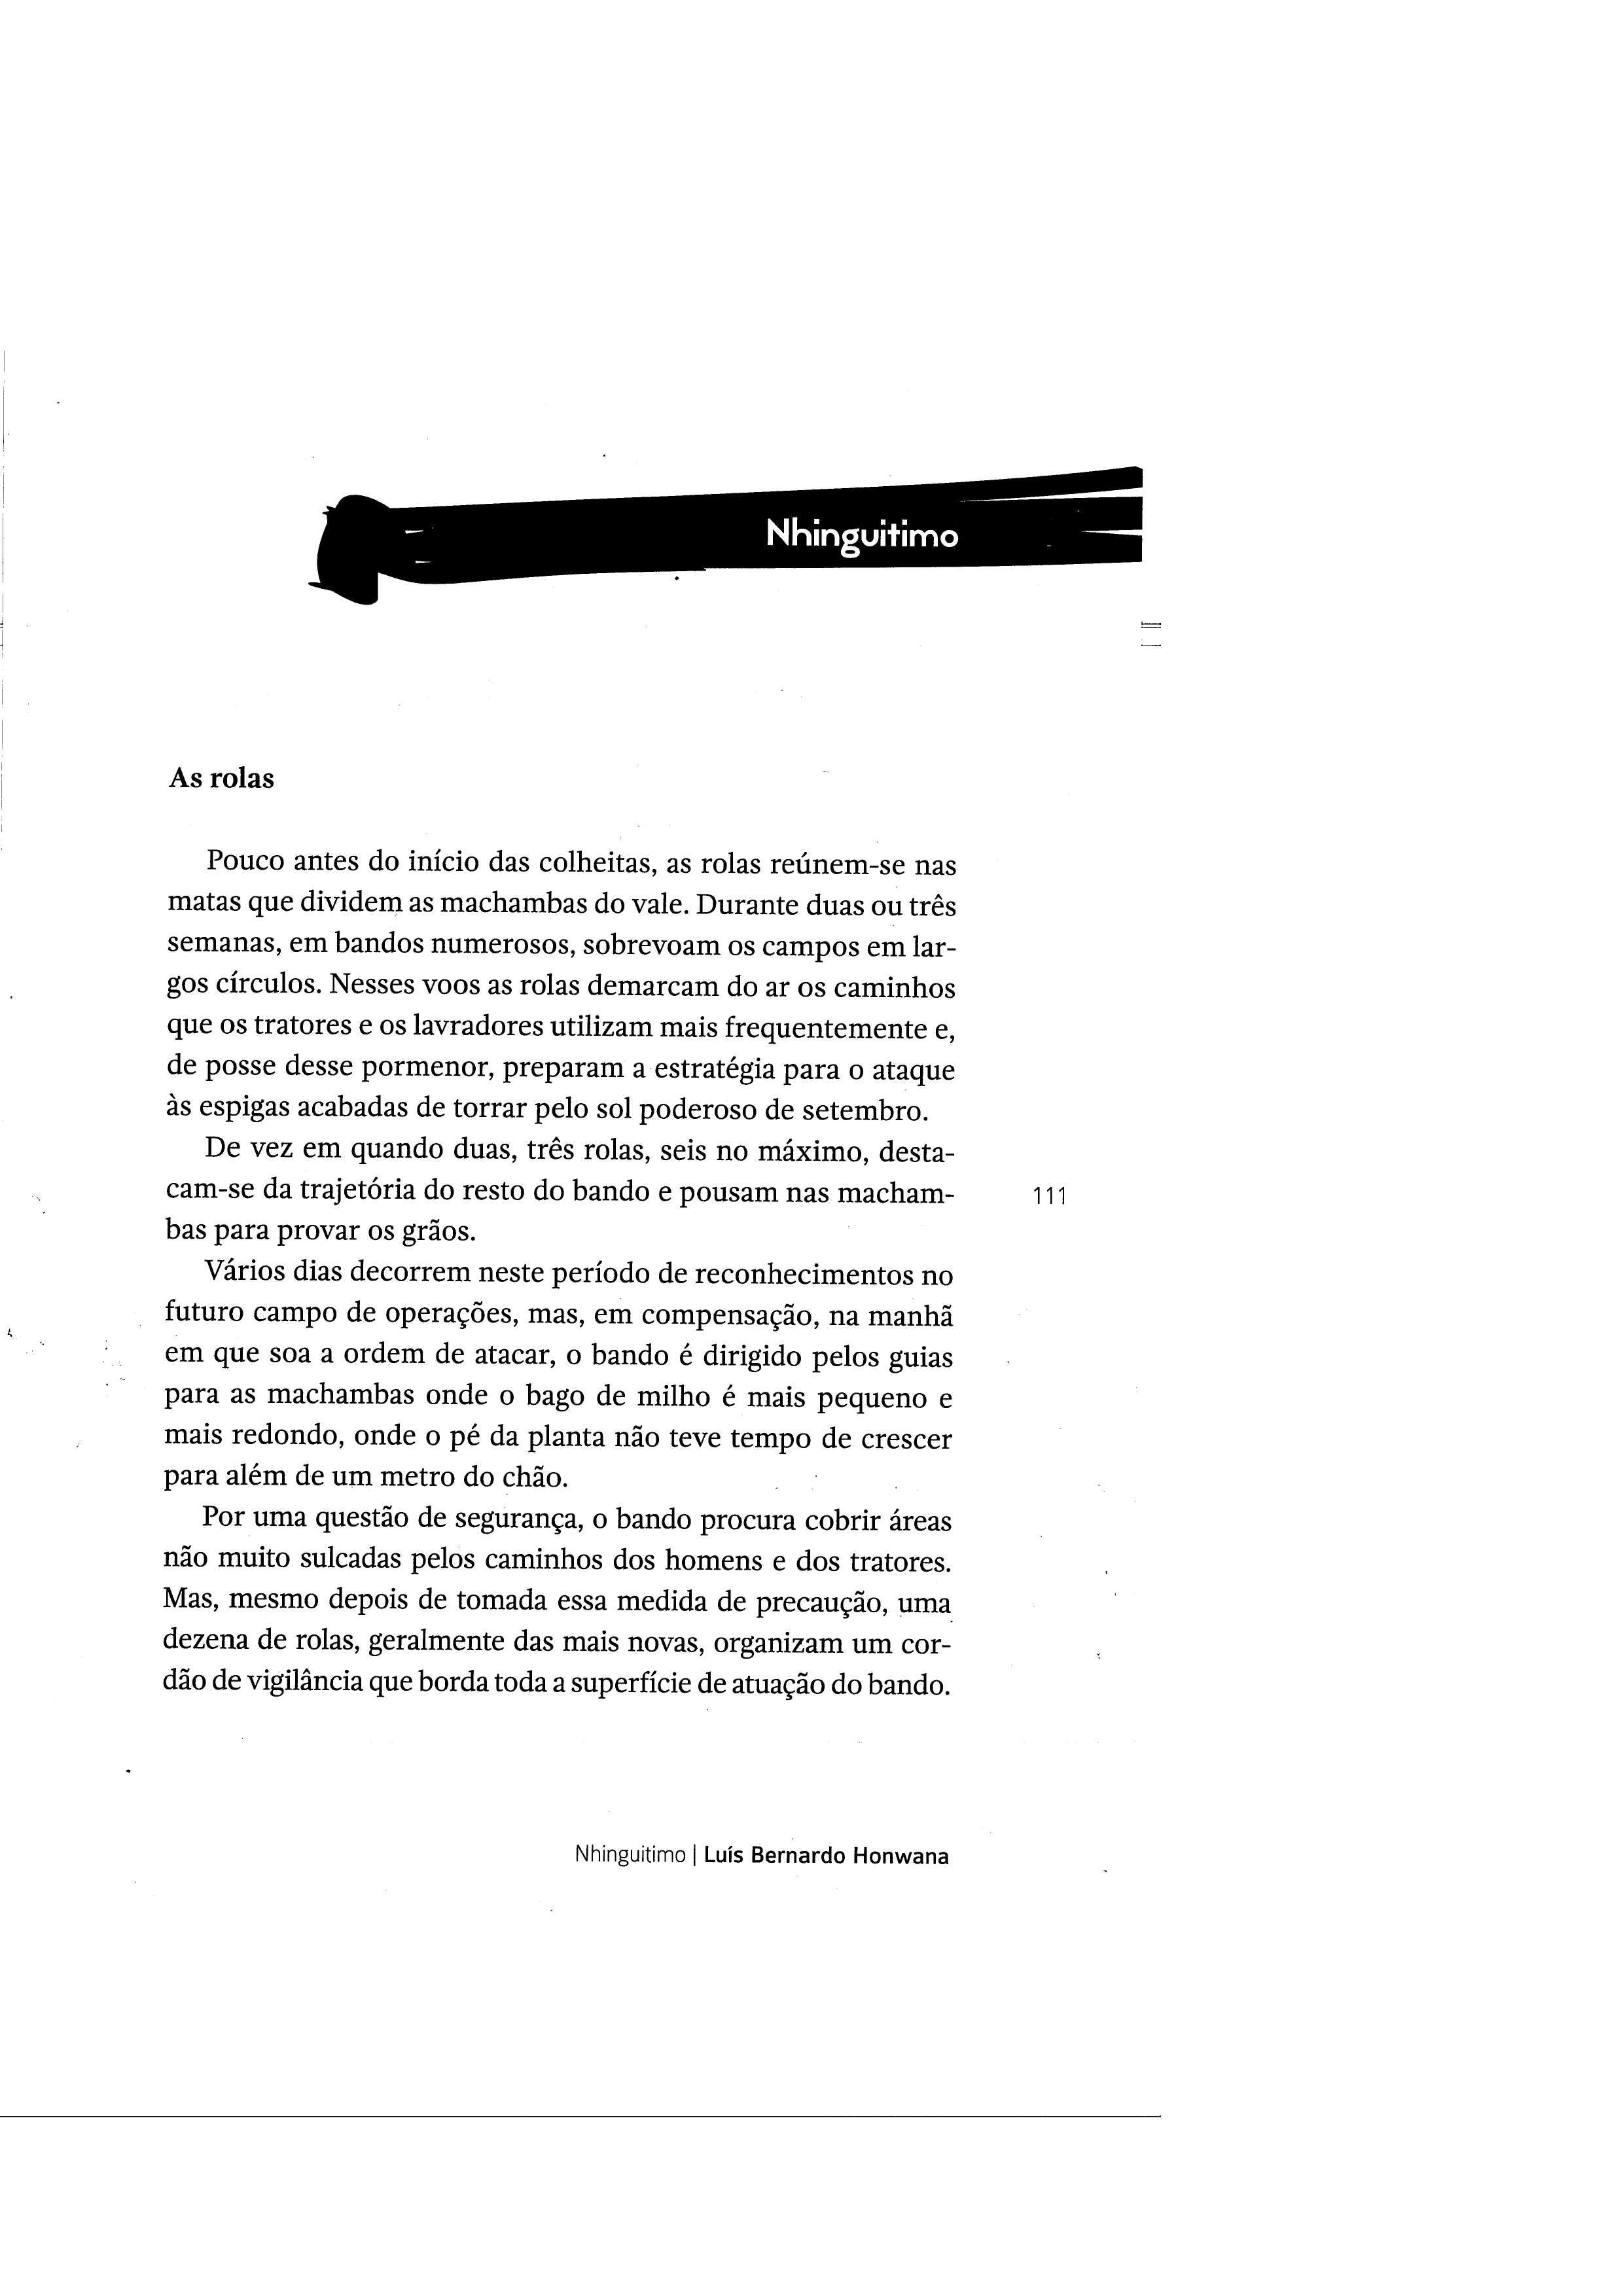 Nhinguitimo
As rolas
Pouco antes do início das colheitas, as rolas reúnem-se nas
matas que dividem as machambas do vale. Durante duas ou três
semanas, em bandos numerosos, sobrevoam os campos em lar-
gos círculos. Nesses voos as rolas demarcam do ar os caminhos
que os tratores e os lavradores utilizam mais frequentemente e,
de posse desse pormenor, preparam a estratégia para o ataque
às espigas acabadas de torrar pelo sol poderoso de setembro.
De vez em quando duas, três rolas, seis no máximo, desta-
cam-se da trajetória do resto do bando e pousam nas macham-
bas para provar os grãos.
Vários dias decorrem neste período de reconhecimentos no
futuro campo de operações, mas, em compensação, na manhã
em que soa a ordem de atacar, o bando é dirigido pelos guias
para as machambas onde o bago de milho é mais pequeno e
mais redondo, onde o pé da planta não teve tempo de crescer
para além de um metro do chão.
Por uma questão de segurança, o bando procura cobrir áreas
não muito sulcadas pelos caminhos dos homens e dos tratores.
Mas, mesmo depois de tomada essa medida de precaução, uma
dezena de rolas, geralmente das mais novas, organizam um cor-
dão de vigilância que borda toda a superfície de atuação do bando.
111
Nhinguitimo | Luís Bernardo Honwana